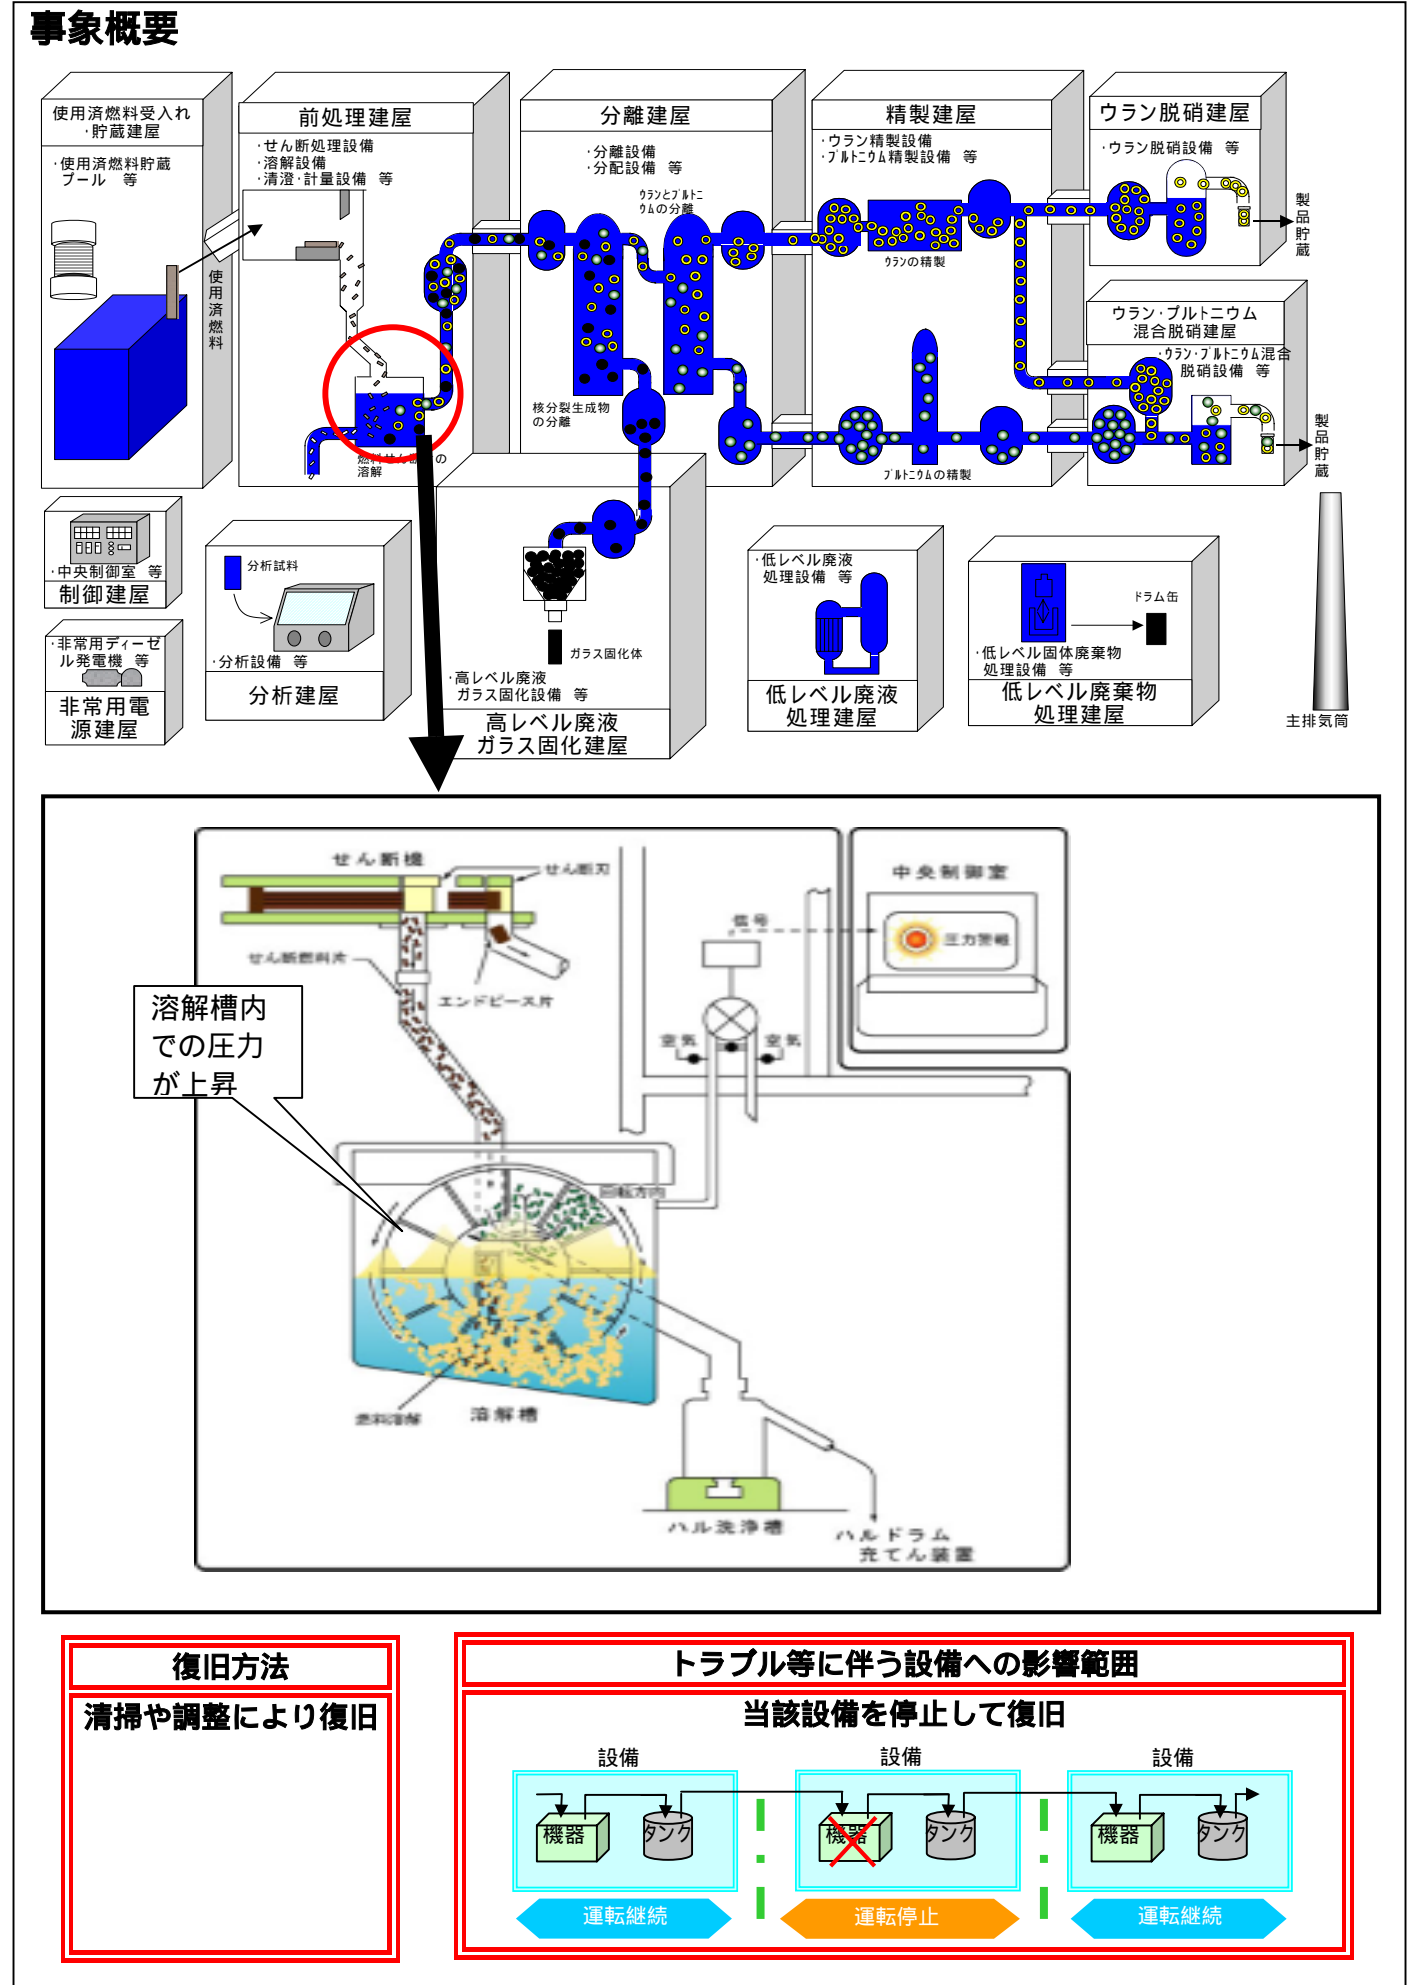 事象概要
使用済燃料受入れ
・貯蔵建屋
・使用済燃料貯蔵
プール 等
使用済燃料
前処理建屋
・せん断処理設備
・溶解設備
・清澄・計量設備 等
溶解
分離建屋
・分離設備
・分配設備 等
ウランとプルトニ
ウムの分離
核分裂生成物
の分離
精製建屋
・ウラン精製設備
・プルトニウム精製設備 等
ウランの精製
プルトニウムの精製
ウラン脱硝建屋
・ウラン脱硝設備 等
製品貯蔵
ウラン・プルトニウム
混合脱硝建屋
・ウラン・プルトニウム混合
脱硝設備 等
製品貯蔵
・中央制御室 等
制御建屋
・非常用ディーゼ
ル発電機 等
非常用電
源建屋
分析試料
・分析設備 等
分析建屋
ガラス固化体
・高レベル廃液
ガラス固化設備 等
高レベル廃液
ガラス固化建屋
・低レベル廃液
処理設備 等
低レベル廃液
処理建屋
ドラム缶
・低レベル固体廃棄物
処理設備 等
低レベル廃棄物
処理建屋
主排気筒
せん断機
せん断刃
せん断燃料片
エンドピース片
信号
中央制御室
圧力警報
空気
空気
溶解槽内
での圧力
が上昇
回転方向
燃料溶解
溶解槽
ハル洗浄槽
ハルドラム
充てん装置
復旧方法
清掃や調整により復旧
トラブル等に伴う設備への影響範囲
当該設備を停止して復旧
設備
設備
設備
機器
タンク
機器
タンク
機器
タンク
運転継続
運転停止
運転継続